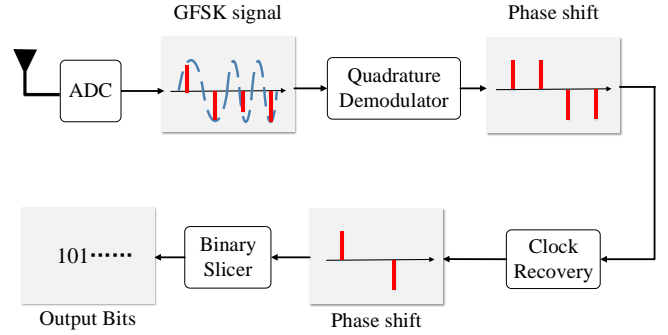 GFSK signal
Phase shift
ADC
Quadrature
Demodulator
101······
Binary
Slicer
Clock
Recovery
Output Bits
Phase shift